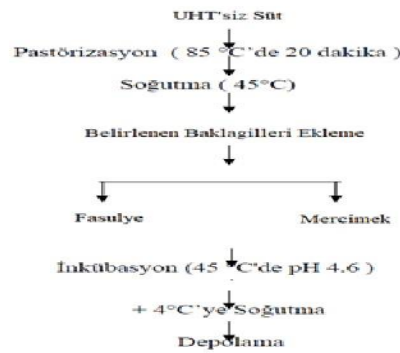 UHT'siz Süt
Pastörizasyon ( 85 °C'de 20 dakika )
Soğutma ( 45°C)
Belirlenen Baklagilleri Ekleme
Fasulye Mercimek
İnkübasyon (45 °C'de pH 4.6 )
+ 4°C'ye Soğutma
Depolama